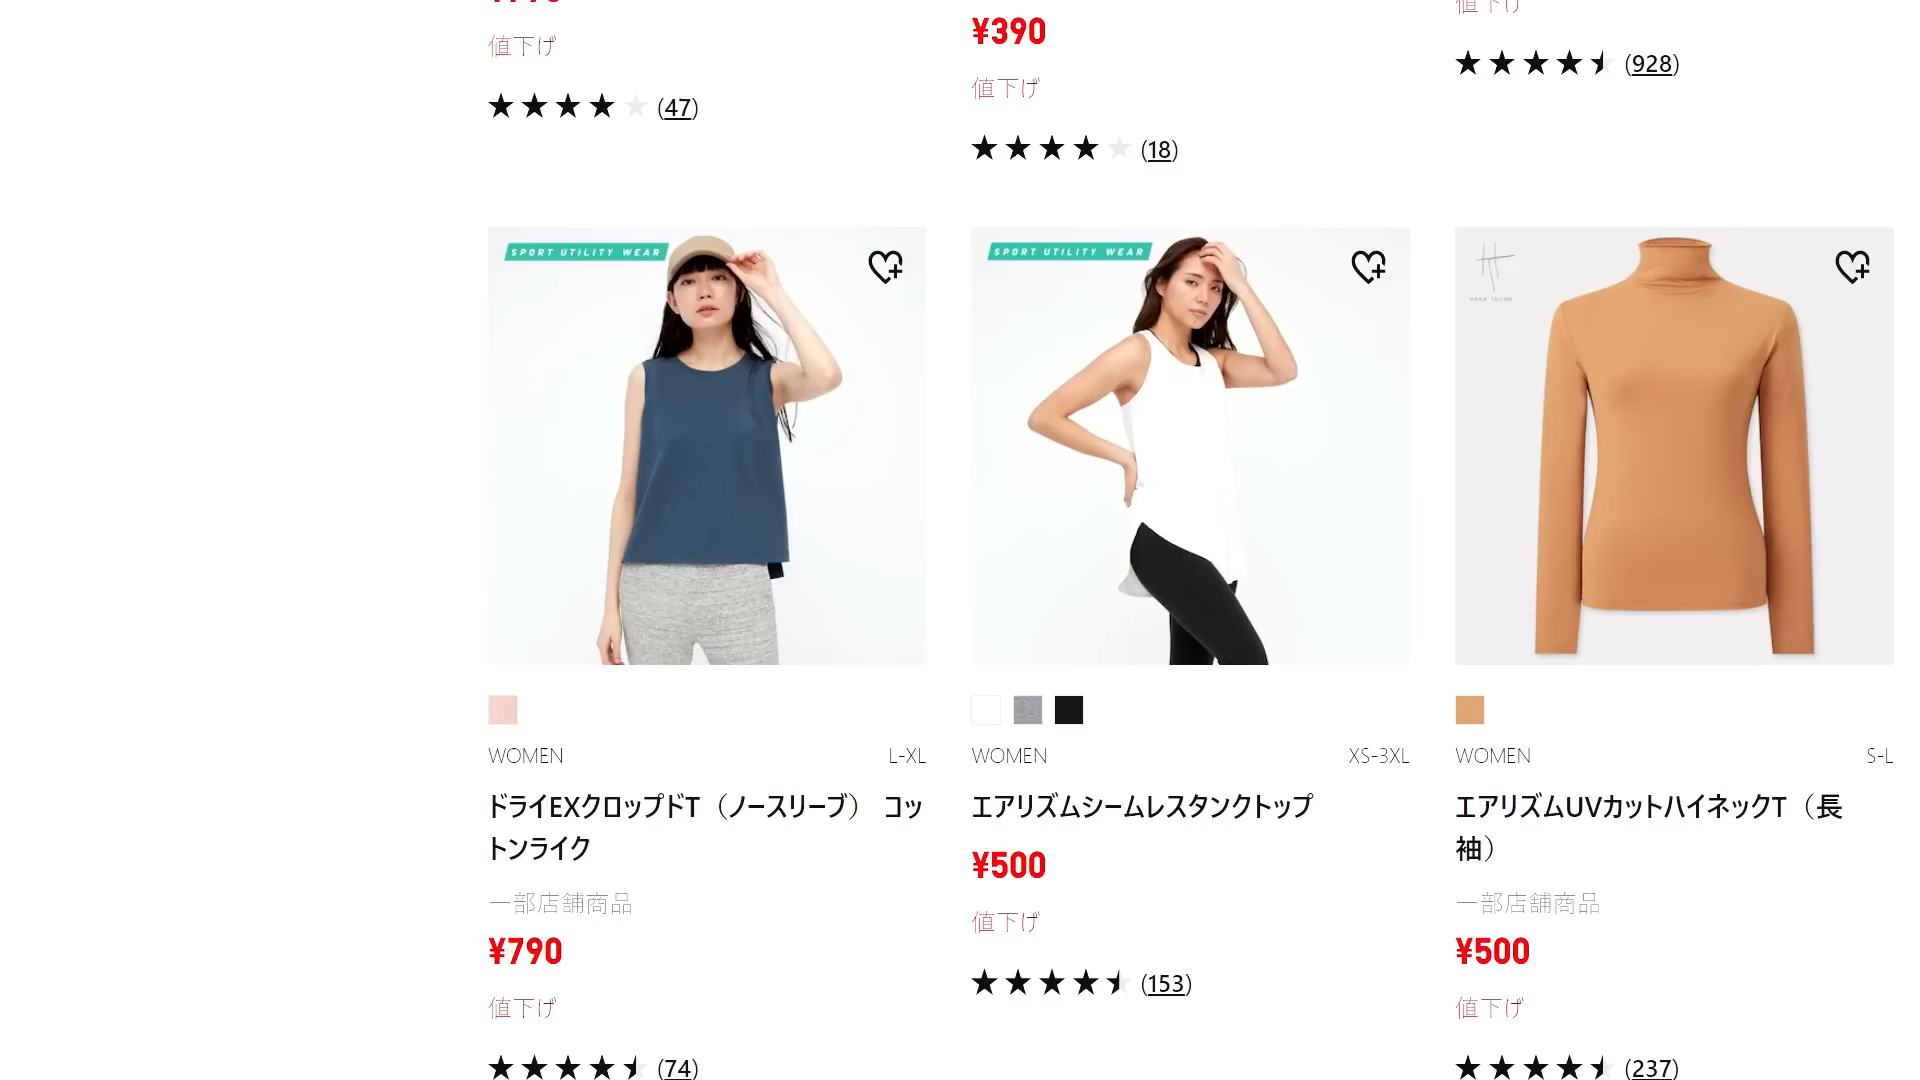 値下げ
(47)
¥390
値下げ
(18)
(928)
SPORT UTILITY WEAR
SPORT UTILITY WEAR
HANA TAJIMA
WOMEN L-XL
ドライEXクロップドT（ノースリーブ） コッ
トンライク
一部店舗商品
¥790
値下げ
(74)
WOMEN XS-3XL
エアリズムシームレスタンクトップ
¥500
値下げ
(153)
WOMEN S-L
エアリズムUVカットハイネックT（長
袖）
一部店舗商品
¥500
値下げ
(237)